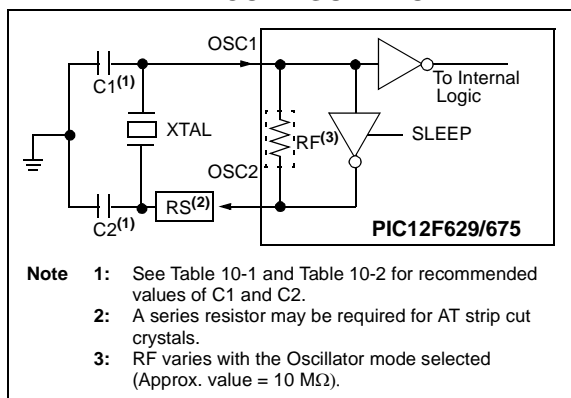 OSC1
C1(1)
To Internal
Logic
XTAL
RF(3)
SLEEP
OSC2
C2(1)
RS(2)
PIC12F629/675
Note 1: See Table 10-1 and Table 10-2 for recommended
values of C1 and C2.
2: A series resistor may be required for AT strip cut
crystals.
3: RF varies with the Oscillator mode selected
(Approx. value = 10 MΩ).